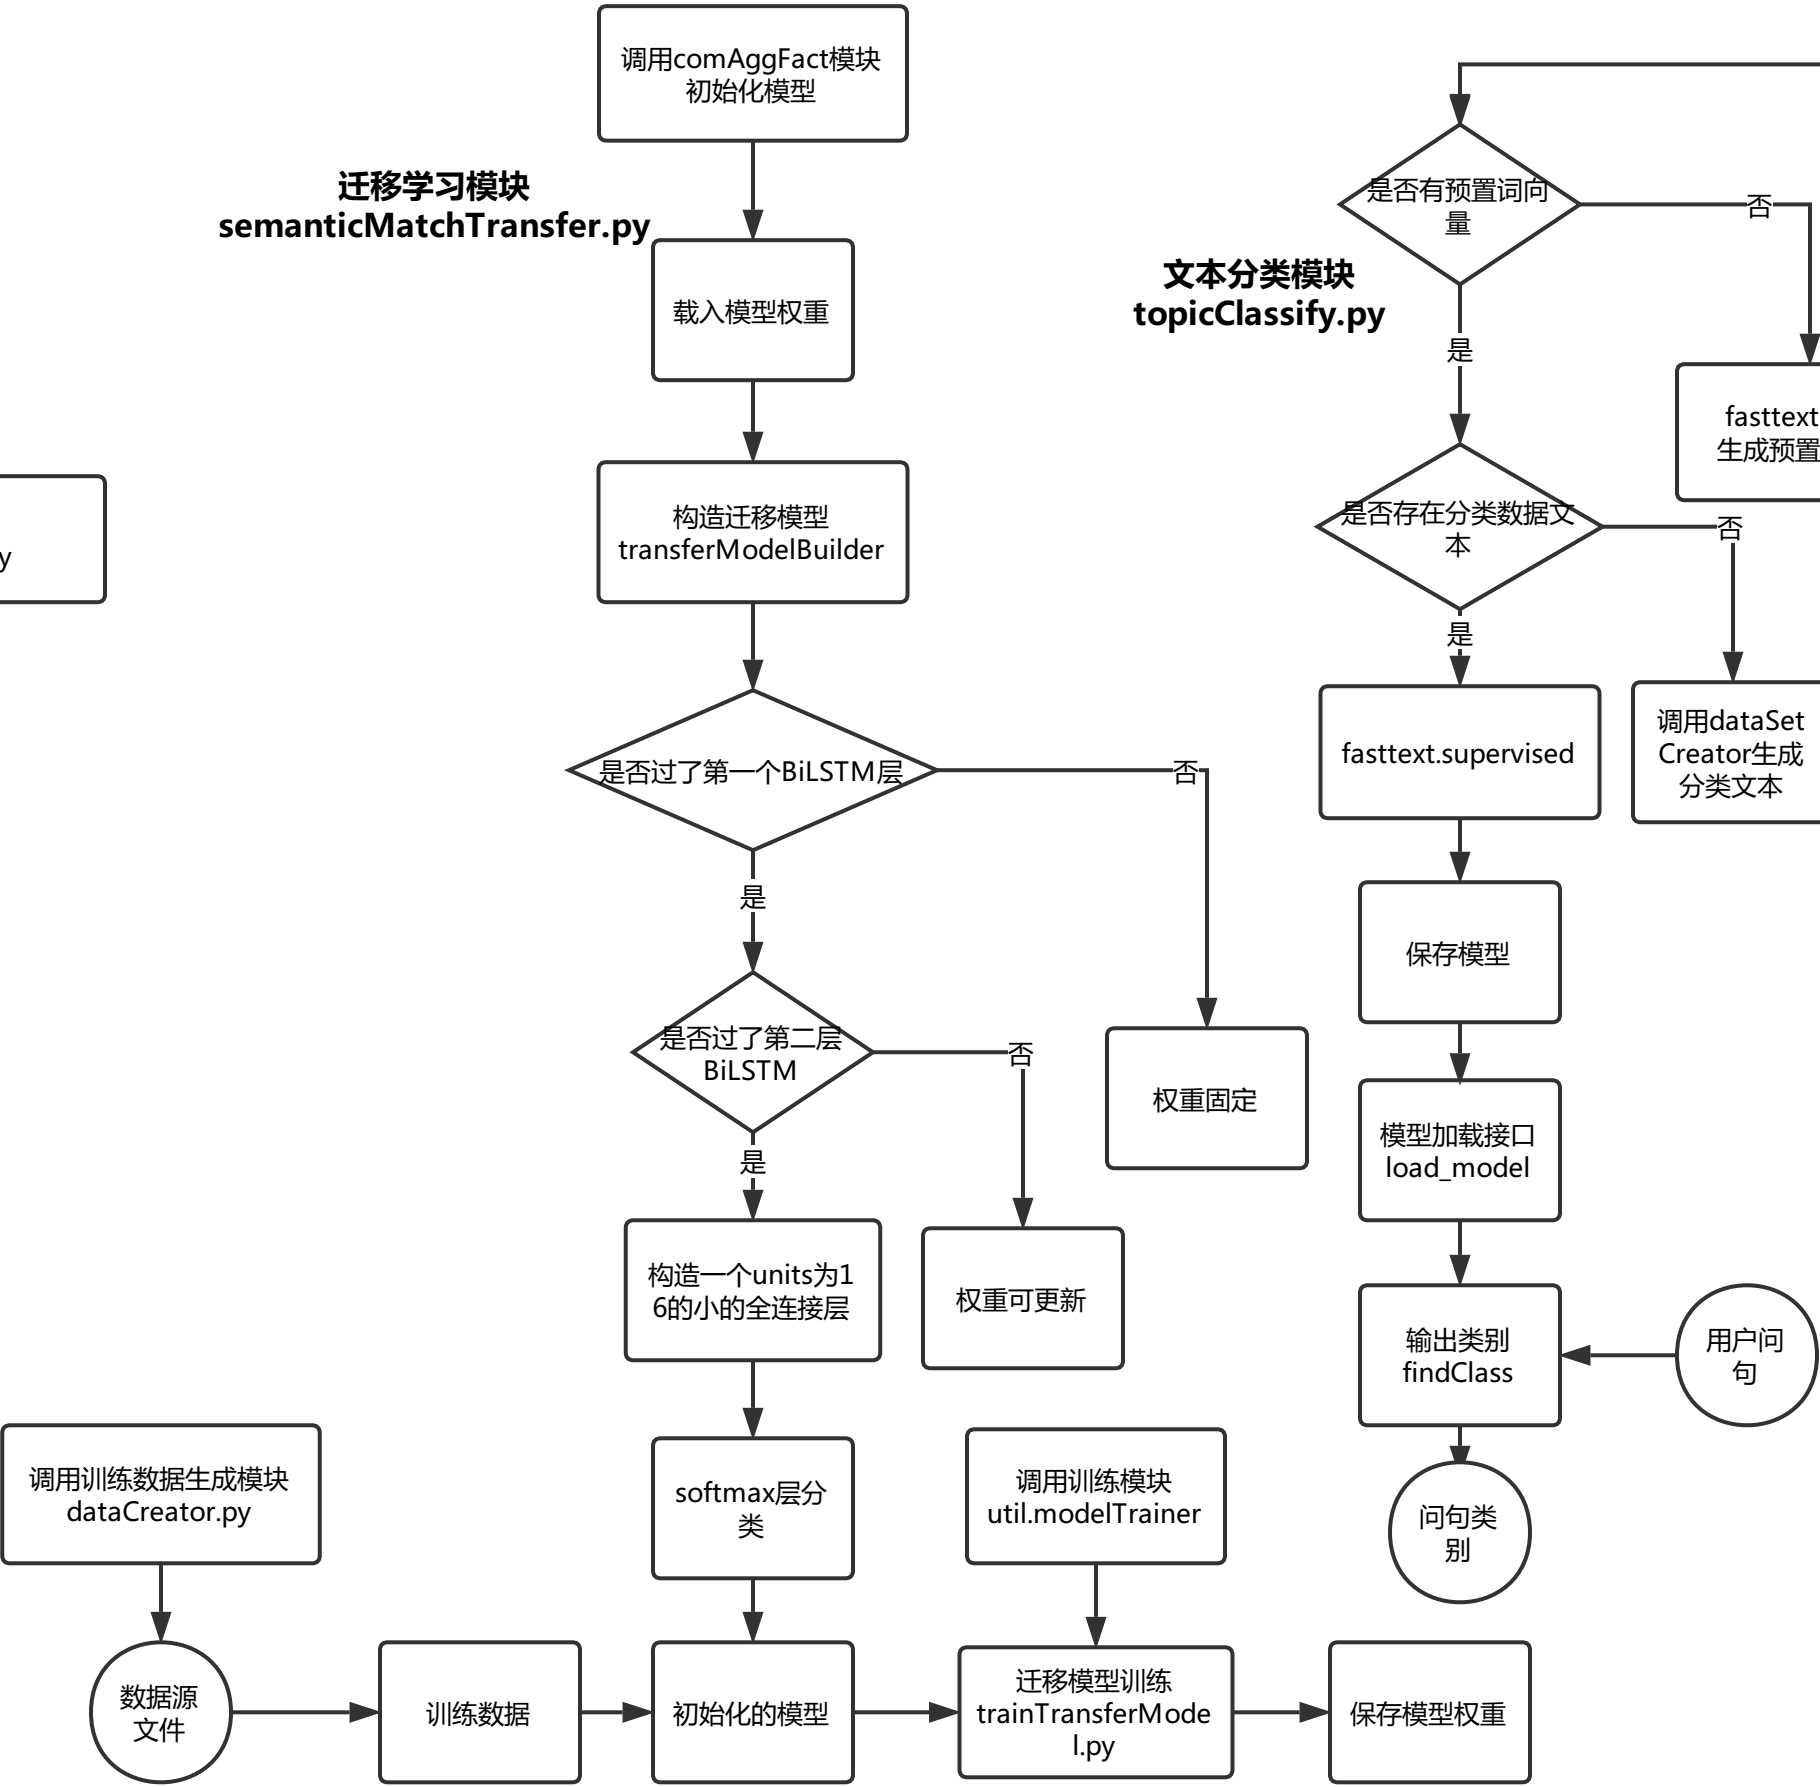 调用comAggFact模块
初始化模型
迁移学习模块
semanticMatchTransfer.py
载入模型权重
构造迁移模型
transferModelBuilder
y
是否过了第一个BiLSTM层
否
是
是否过了第二层
BiLSTM
否
是
权重固定
权重可更新
构造一个units为1
6的小的全连接层
softmax层分
类
调用训练数据生成模块
dataCreator.py
数据源
文件
训练数据
初始化的模型
调用训练模块
util.modelTrainer
迁移模型训练
trainTransferMode
l.py
保存模型权重
文本分类模块
topicClassify.py
是否有预置词向
量
否
是
fasttext
生成预置
是否存在分类数据文
本
否
是
调用dataSet
Creator生成
分类文本
fasttext.supervised
保存模型
模型加载接口
load_model
输出类别
findClass
用户问
句
问句类
别